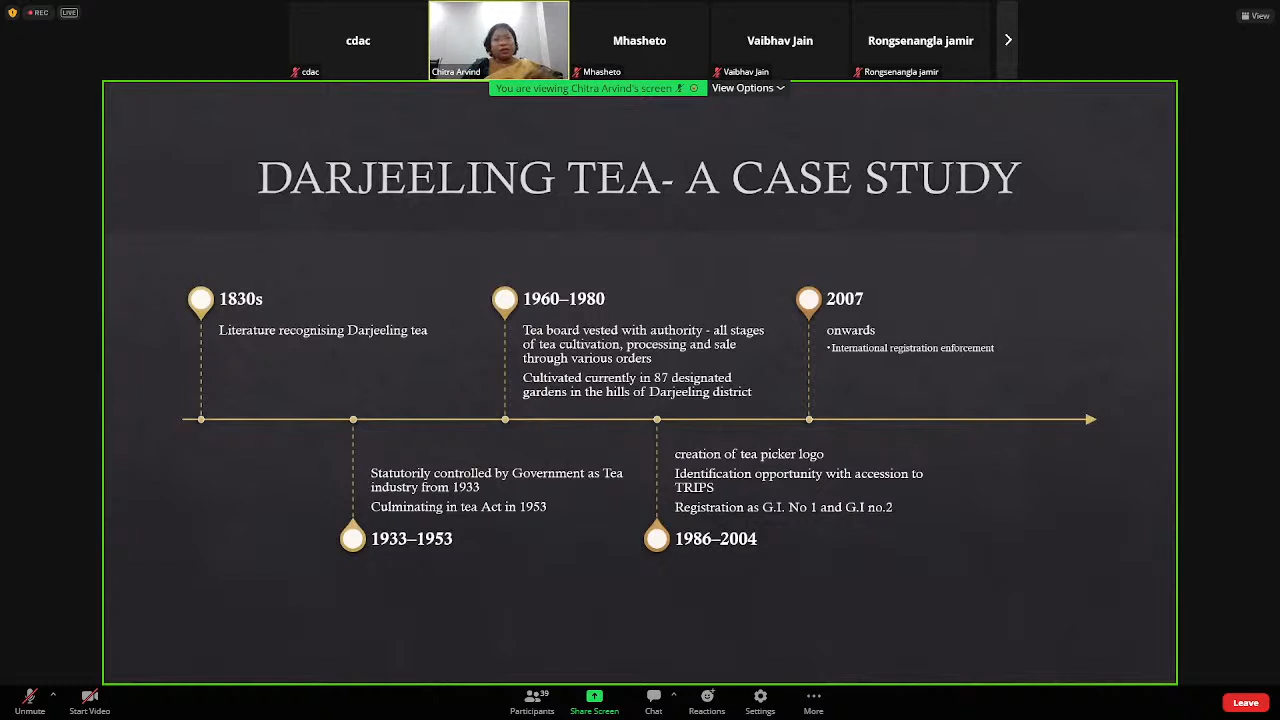 REC
LIVE
View
cdac
Mhasheto
Vaibhav Jain
Rongsenangla jamir
cdac
Chitra Arvind
Mhasheto
Vaibhav Jain
Rongsenangla jamir
You are viewing Chitra Arvind's screen
View Options
DARJEELING TEA- A CASE STUDY
1830s
Literature recognising Darjeeling tea
1960–1980
Tea board vested with authority - all stages
of tea cultivation, processing and sale
through various orders
Cultivated currently in 87 designated
gardens in the hills of Darjeeling district
2007
onwards
•International registration enforcement
Statutorily controlled by Government as Tea
industry from 1933
Culminating in tea Act in 1953
1933–1953
creation of tea picker logo
Identification opportunity with accession to
TRIPS
Registration as G.I. No 1 and G.I no.2
1986–2004
Unmute
Start Video
39
Participants
Share Screen
Chat
Reactions
Settings
More
Leave